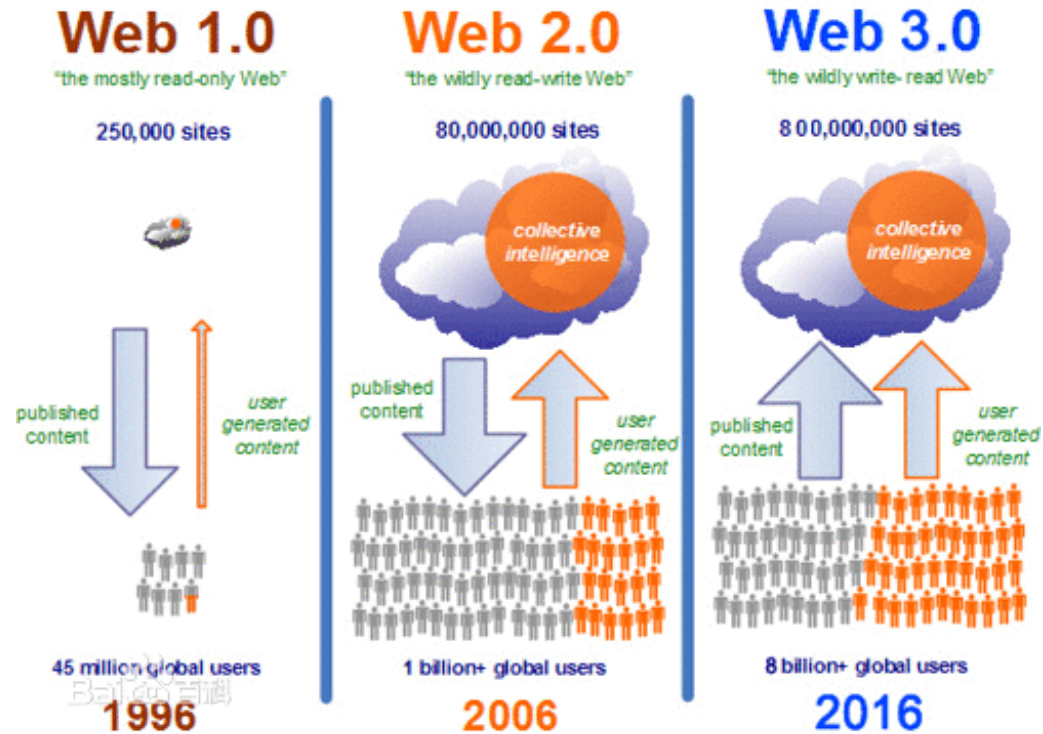 Web 1.0
"the mostly read-only Web"
250,000 sites
published
content
user
generated
content
45 million global users
Bai 百科
1996
Web 2.0
"the wildly read-write Web"
80,000,000 sites
collective
intelligence
published
content
user
generated
content
1 billion+ global users
2006
Web 3.0
"the wildly write- read Web"
800,000,000 sites
collective
intelligence
published
content
user
generated
content
8 billion+ global users
2016